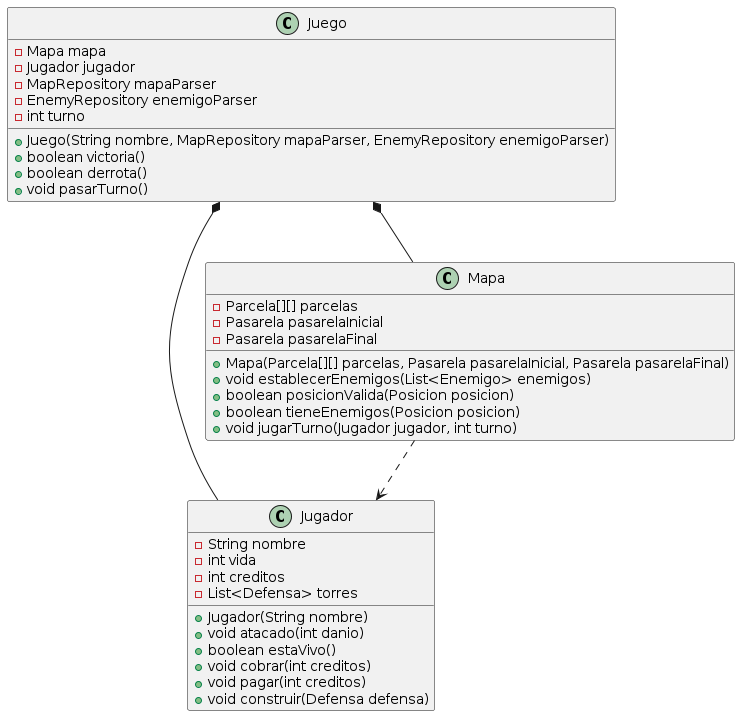 C Juego
Mapa mapa
Jugador jugador
MapRepository mapaParser
EnemyRepository enemigoParser
int turno
Juego(String nombre, MapRepository mapaParser, EnemyRepository enemigoParser)
boolean victoria()
boolean derrota()
void pasarTurno()
C Mapa
Parcela[][] parcelas
Pasarela pasarelaInicial
Pasarela pasarelaFinal
Mapa(Parcela[][] parcelas, Pasarela pasarelaInicial, Pasarela pasarelaFinal)
void establecerEnemigos(List<Enemigo> enemigos)
boolean posicionValida(Posicion posicion)
boolean tieneEnemigos(Posicion posicion)
void jugarTurno(Jugador jugador, int turno)
C Jugador
String nombre
int vida
int creditos
List<Defensa> torres
Jugador(String nombre)
void atacado(int danio)
boolean estaVivo()
void cobrar(int creditos)
void pagar(int creditos)
void construir(Defensa defensa)